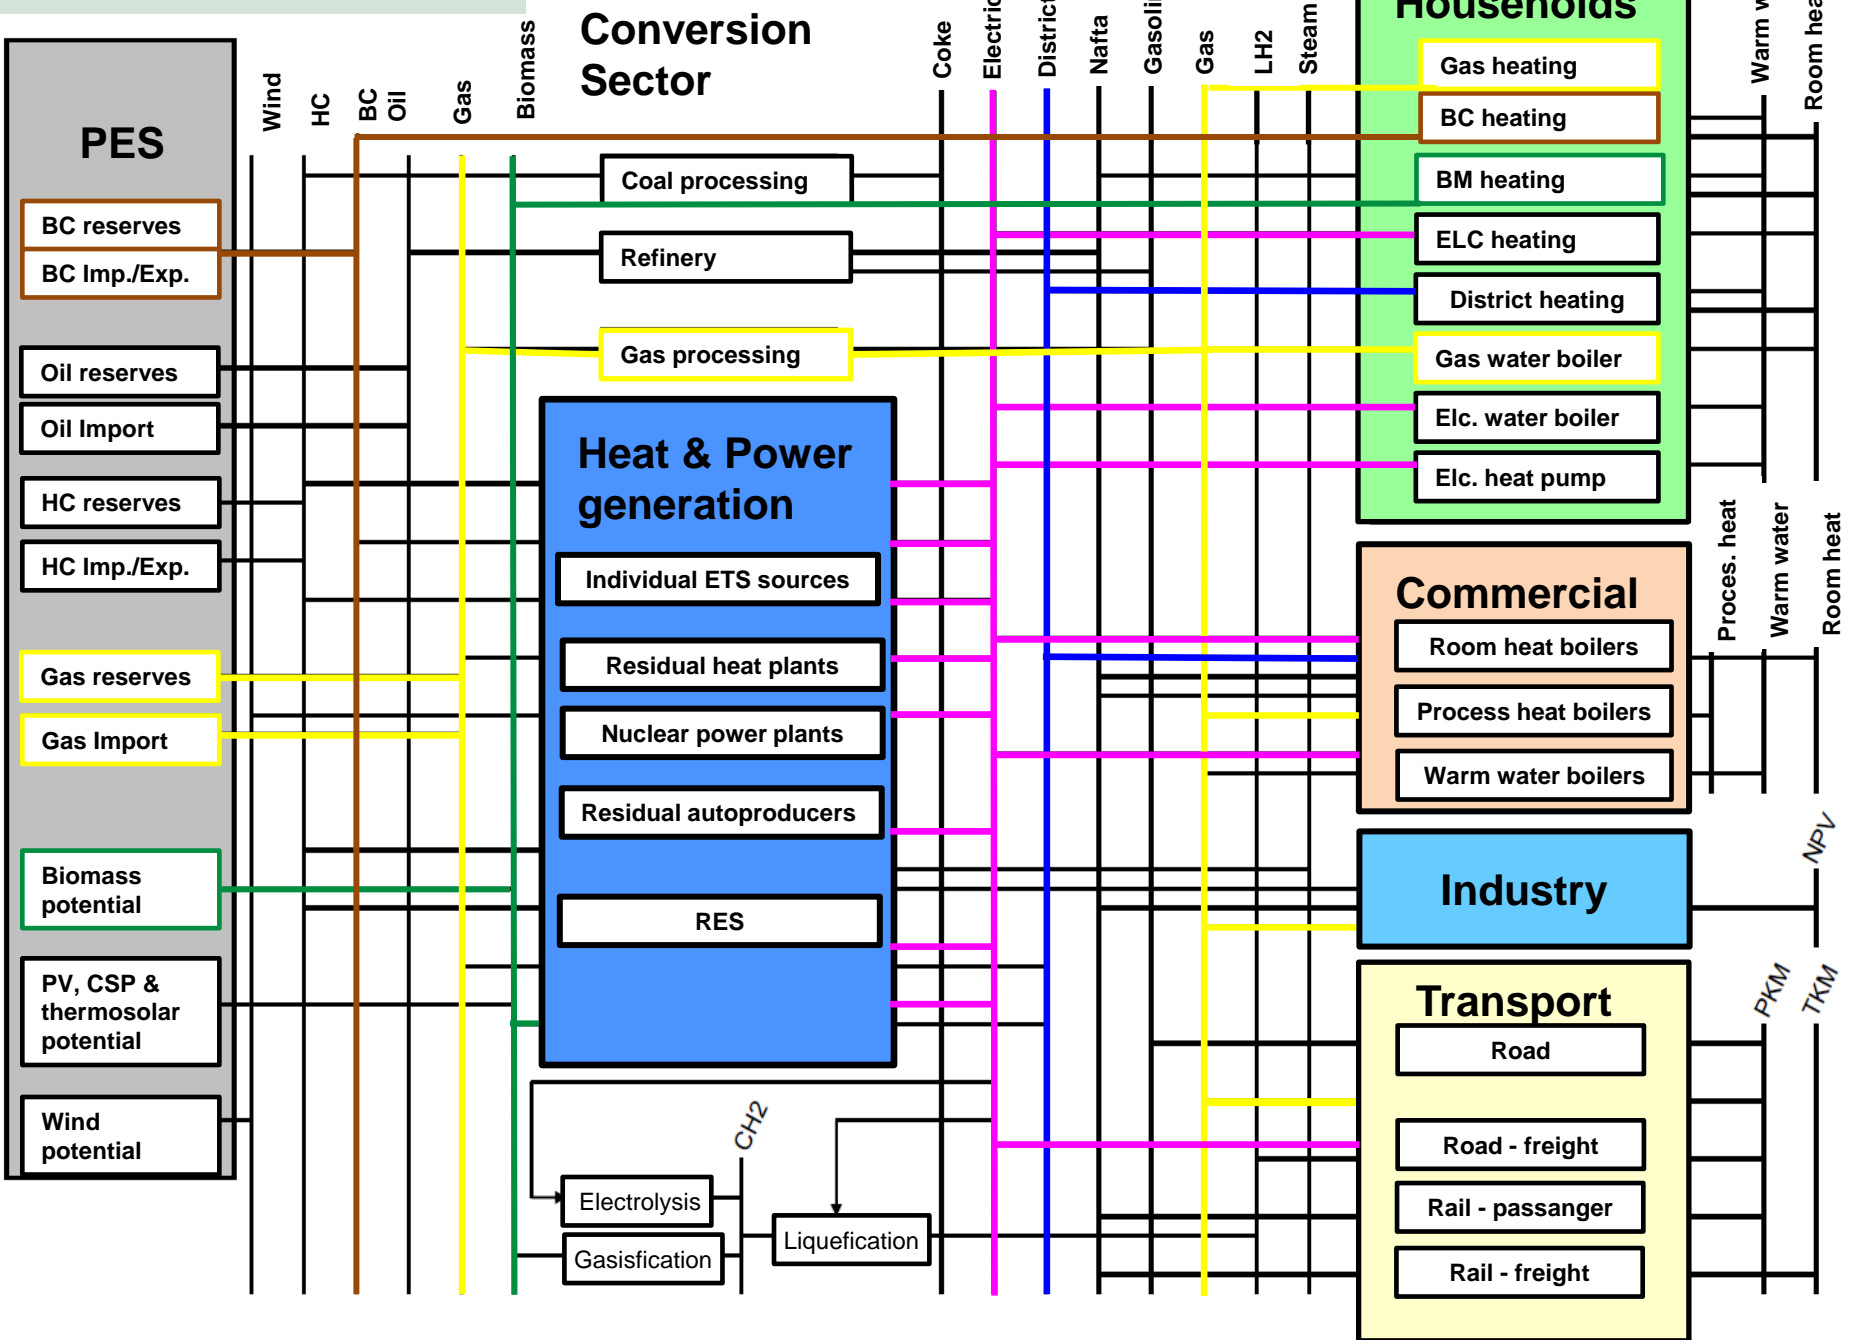 Conversion
Sector
PES
Wind
HC
BC
Oil
Gas
Biomass
Coke
Nafta
Gas
LH2
Steam
Households
Warm
Room
BC reserves
BC Imp./Exp.
Oil reserves
Oil Import
HC reserves
HC Imp./Exp.
Gas reserves
Gas Import
Biomass
potential
PV, CSP &
thermosolar
potential
Wind
potential
Coal processing
Refinery
Gas processing
Heat & Power
generation
Individual ETS sources
Residual heat plants
Nuclear power plants
Residual autoproducers
RES
CH2
Electrolysis
Gasisfication
Liquefication
Gas heating
BC heating
BM heating
ELC heating
District heating
Gas water boiler
Elc. water boiler
Elc. heat pump
Proces. heat
Warm water
Room heat
Commercial
Room heat boilers
Process heat boilers
Warm water boilers
NPV
Industry
PKM
TKM
Transport
Road
Road - freight
Rail - passanger
Rail - freight